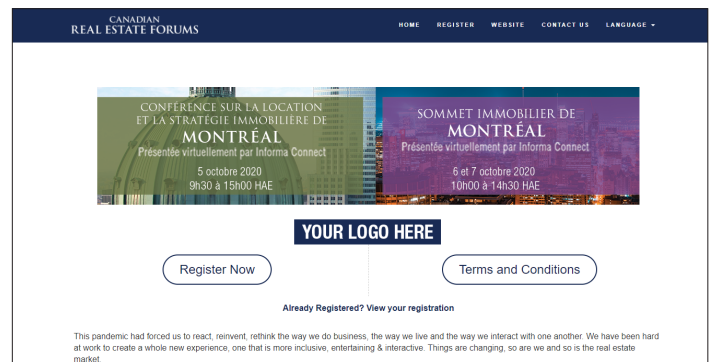 CANADIAN
REAL ESTATE FORUMS
HOME REGISTER WEBSITE CONTACT US LANGUAGE
CONFÉRENCE SUR LA LOCATION
ET LA STRATÉGIE IMMOBILIÈRE DE
MONTRÉAL
Présentée virtuellement par Informa Connect
5 octobre 2020
9h30 à 15h00 HAE
SOMMET IMMOBILIER DE
MONTRÉAL
Présentée virtuellement par Informa Connect
6 et 7 octobre 2020
10h00 à 14h30 HAE
YOUR LOGO HERE
Register Now
Terms and Conditions
Already Registered? View your registration
This pandemic had forced us to react, reinvent, rethink the way we do business, the way we live and the way we interact with one another. We have been hard
at work to create a whole new experience, one that is more inclusive, entertaining & interactive. Things are changing, so are we and so is the real estate
market.